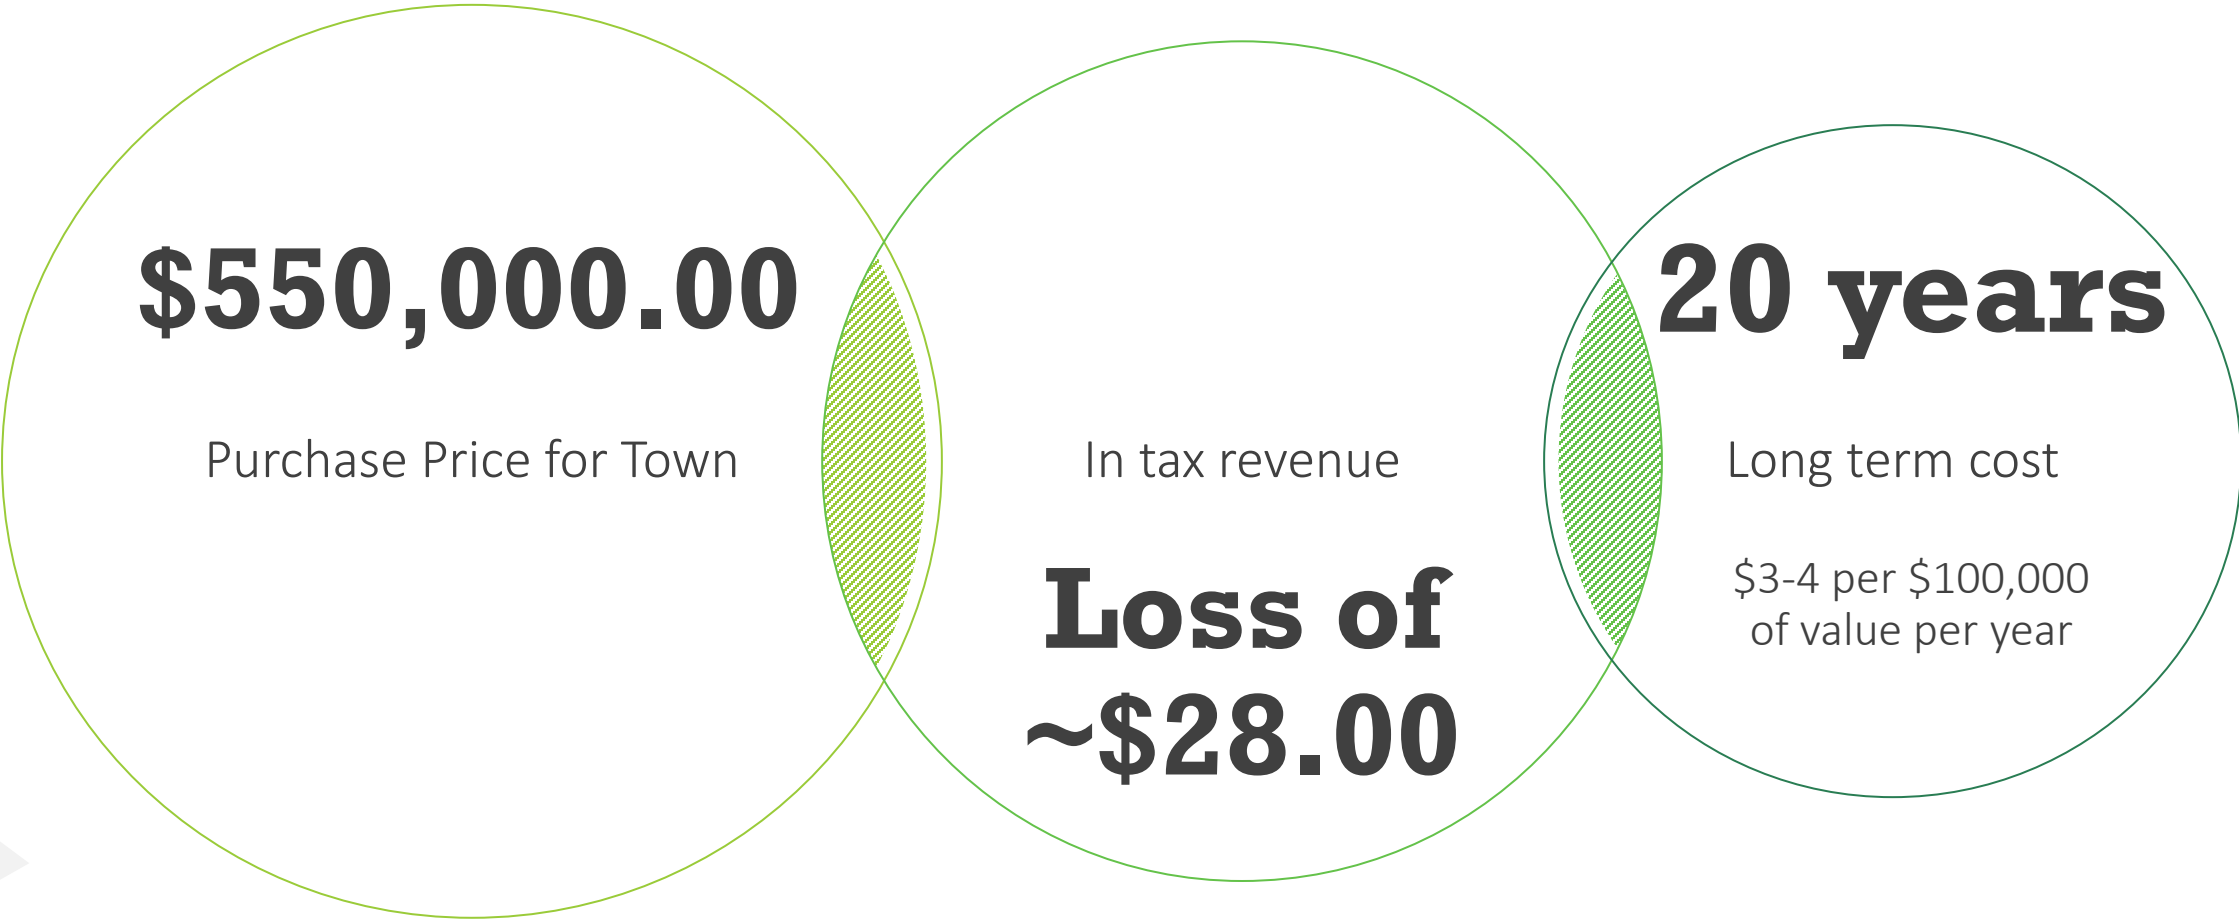 $550,000.00
Purchase Price for Town
In tax revenue
Loss of
~$28.00
20 years
Long term cost
$3-4 per $100,000
of value per year